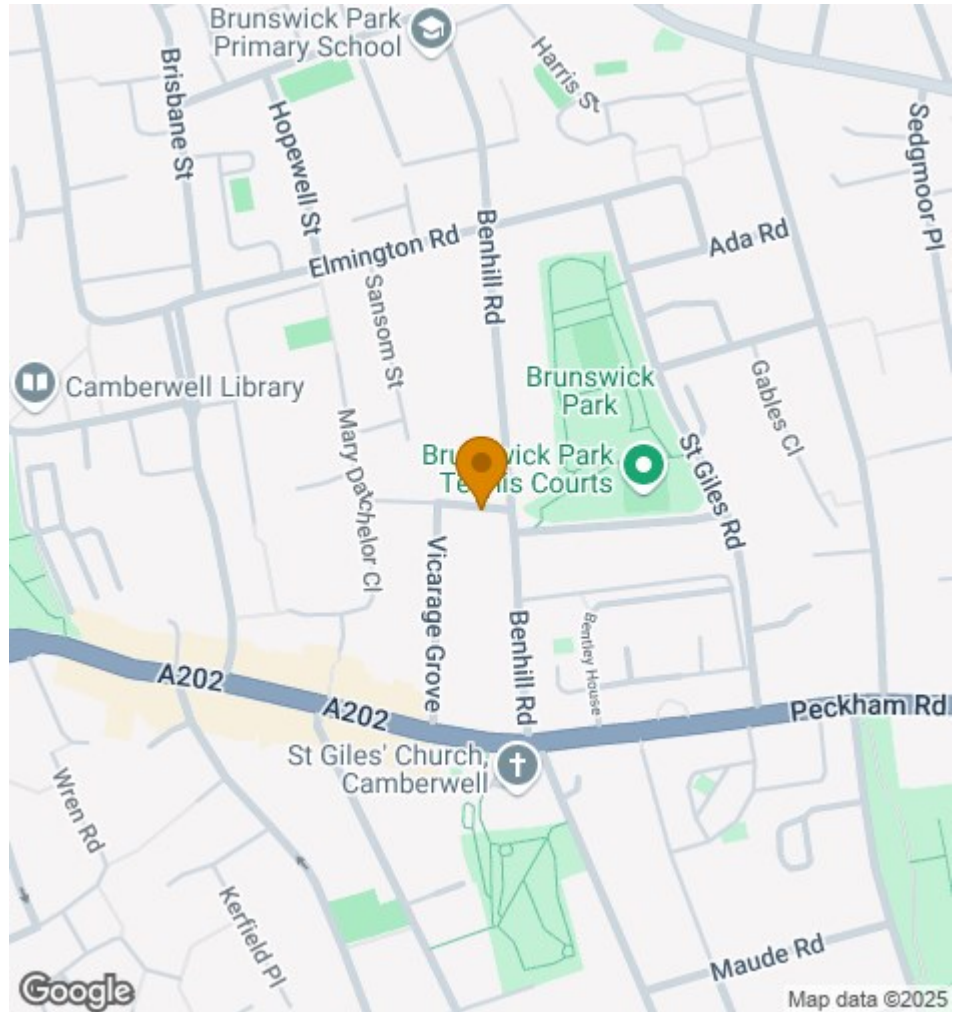 Brunswick Park
Primary School
Harris St
Brisbane St
Hopewell St
Sedgmoor Pl
Benhill Rd
Ada Rd
Elmington Rd
Sansom St
Camberwell Library
Brunswick
Park
Gables Cl
Mary Datchelor Cl
Brunswick Park
Tennis Courts
St Giles Rd
Vicarage Grove
Benhill Rd
Bentley House
A202
A202
Peckham Rd
St Giles' Church,
Camberwell
Wren Rd
Kerfield Pl
Maude Rd
Google
Map data ©2025